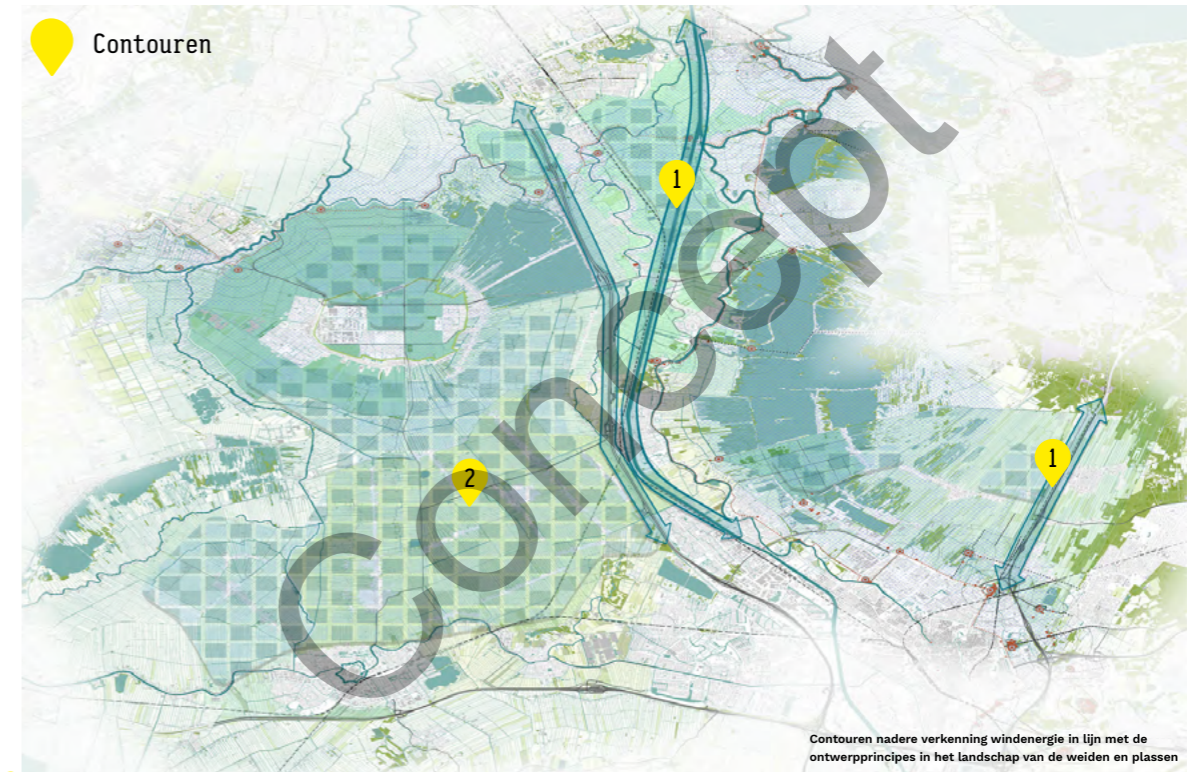 Contouren
1
1
2
Concept
Contouren nadere verkenning windenergie in lijn met de
ontwerpprincipes in het landschap van de weiden en plassen